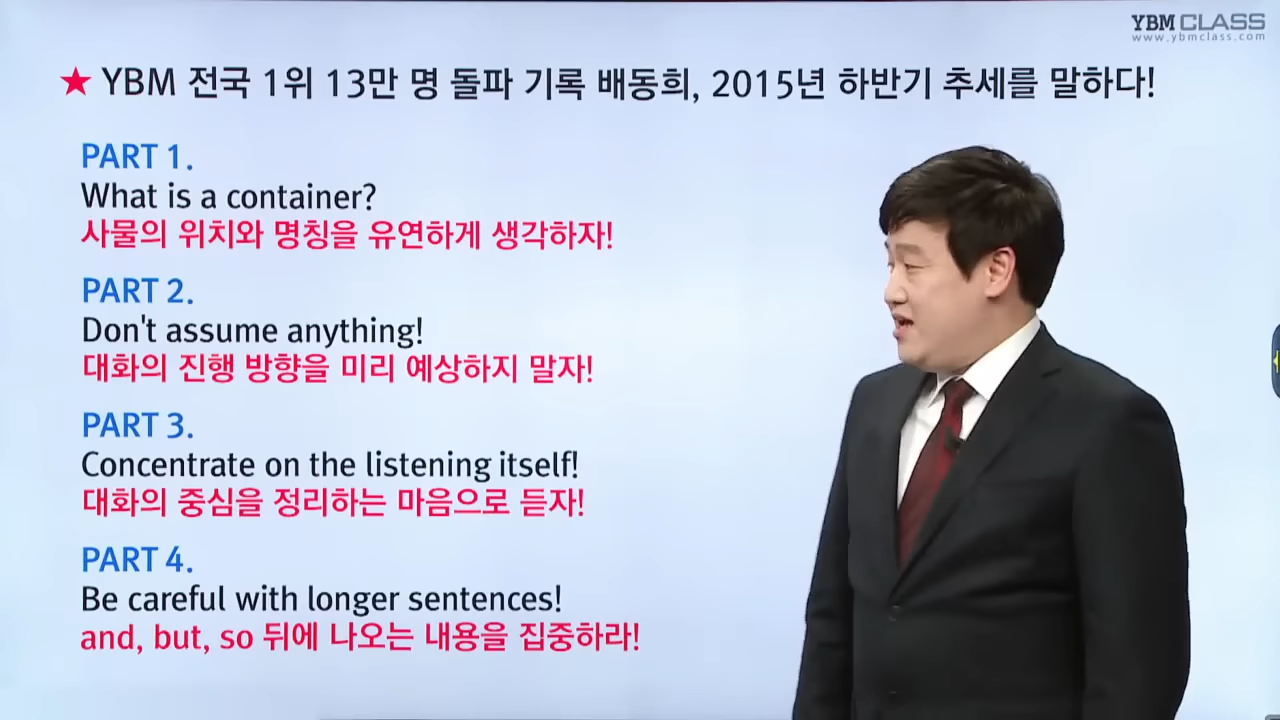 YBM CLASS
www.ybmclass.com
★ YBM 전국 1위 13만 명 돌파 기록 배동희, 2015년 하반기 추세를 말하다!
PART 1.
What is a container?
사물의 위치와 명칭을 유연하게 생각하자!
PART 2.
Don't assume anything!
대화의 진행 방향을 미리 예상하지 말자!
PART 3.
Concentrate on the listening itself!
대화의 중심을 정리하는 마음으로 듣자!
PART 4.
Be careful with longer sentences!
and, but, so 뒤에 나오는 내용을 집중하라!